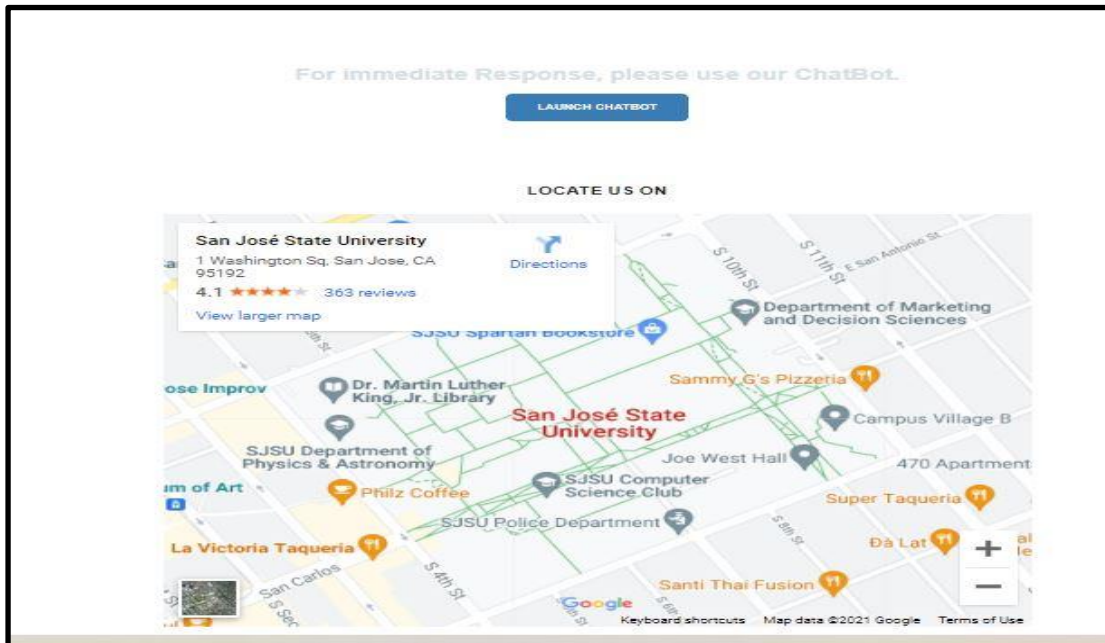 For immediate Response, please use our ChatBot.
LAUNCH CHATBOT
LOCATE US ON
San José State University
1 Washington Sq, San Jose, CA
95192
4.1
363 reviews
View larger map
Directions
S 10th St
S 11th St
E San Antonio St
Department of Marketing
and Decision Sciences
SJSU Spartan Bookstore
ose Improv
Dr. Martin Luther
King, Jr. Library
Sammy G's Pizzeria
San José State
University
Campus Village B
SJSU Department of
Physics & Astronomy
Joe West Hall
470 Apartment
um of Art
Philz Coffee
SJSU Computer
Science Club
Super Taqueria
SJSU Police Department
S 8th St
La Victoria Taqueria
Đà Lat
San Carlos
S 4th St
Santi Thai Fusion
Google
Keyboard shortcuts
Map data ©2021 Google
Terms of Use